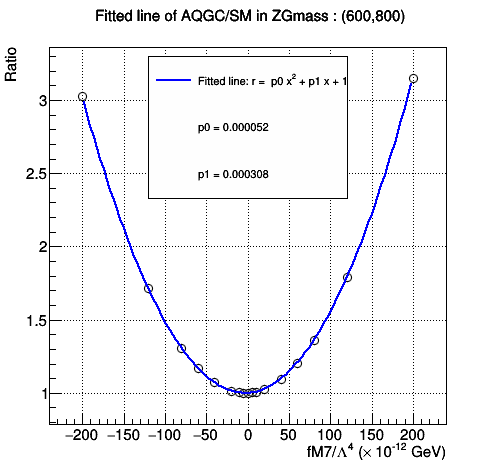 Fitted line of AQGC/SM in ZGmass : (600,800)
Ratio
Fitted line: r = p0 x² + p1 x + 1
p0 = 0.000052
p1 = 0.000308
3
2.5
2
1.5
1
−200 −150 −100 −50 0 50 100 150 200
fM7/Λ⁴ (× 10⁻¹² GeV)